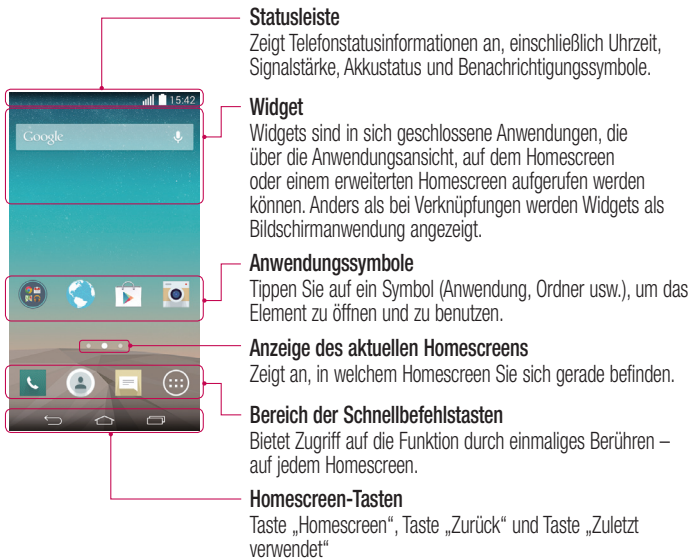 Statusleiste
Zeigt Telefonstatusinformationen an, einschließlich Uhrzeit,
Signalstärke, Akkustatus und Benachrichtigungssymbole.
15:42
Google
Widget
Widgets sind in sich geschlossene Anwendungen, die
über die Anwendungsansicht, auf dem Homescreen
oder einem erweiterten Homescreen aufgerufen werden
können. Anders als bei Verknüpfungen werden Widgets als
Bildschirmanwendung angezeigt.
Anwendungssymbole
Tippen Sie auf ein Symbol (Anwendung, Ordner usw.), um das
Element zu öffnen und zu benutzen.
Anzeige des aktuellen Homescreens
Zeigt an, in welchem Homescreen Sie sich gerade befinden.
Bereich der Schnellbefehlstasten
Bietet Zugriff auf die Funktion durch einmaliges Berühren –
auf jedem Homescreen.
Homescreen-Tasten
Taste „Homescreen“, Taste „Zurück“ und Taste „Zuletzt
verwendet“